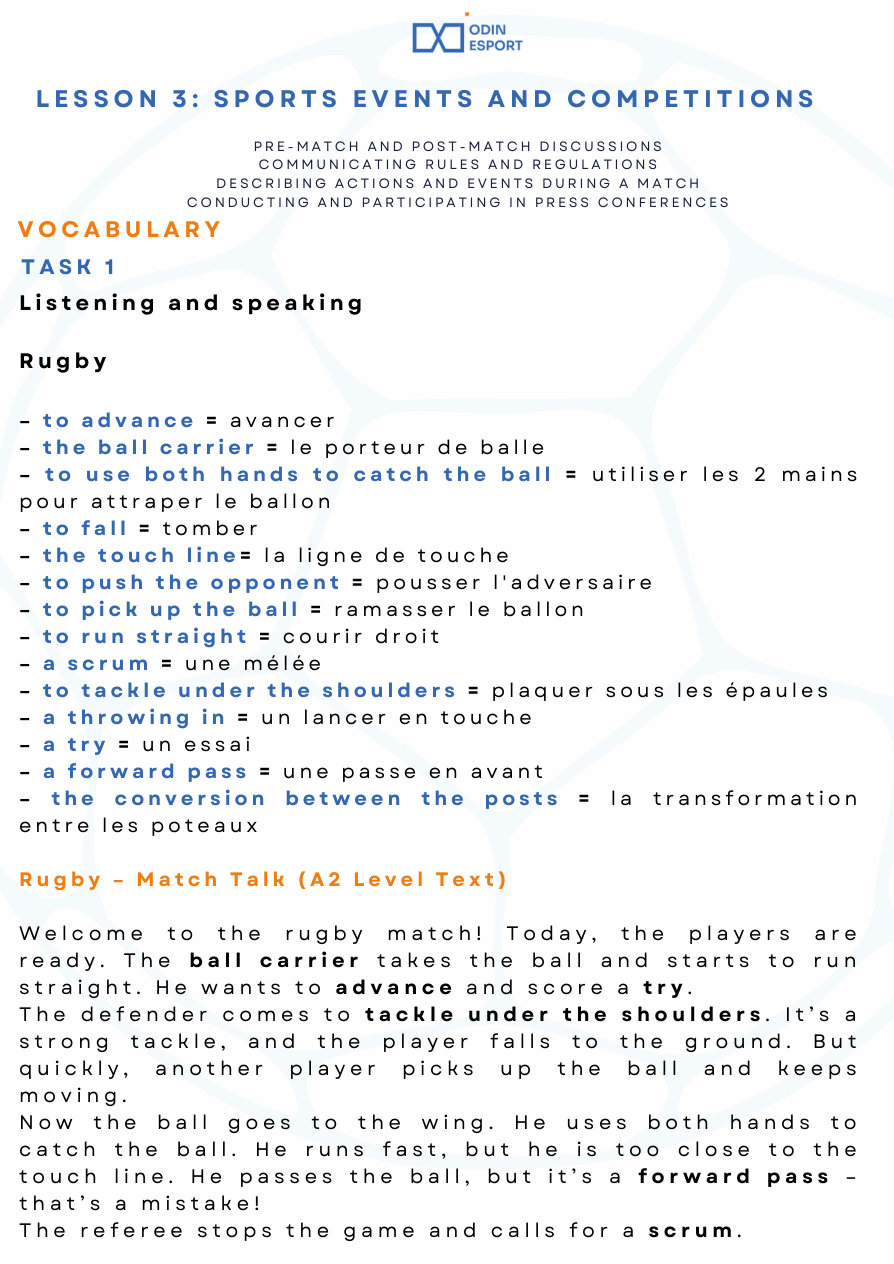 ODIN
ESPORT
LESSON 3: SPORTS EVENTS AND COMPETITIONS
PRE-MATCH AND POST-MATCH DISCUSSIONS
COMMUNICATING RULES AND REGULATIONS
DESCRIBING ACTIONS AND EVENTS DURING A MATCH
CONDUCTING AND PARTICIPATING IN PRESS CONFERENCES
VOCABULARY
TASK 1
Listening and speaking
Rugby
– to advance = avancer
– the ball carrier = le porteur de balle
– to use both hands to catch the ball = utiliser les 2 mains
pour attraper le ballon
– to fall = tomber
– the touch line= la ligne de touche
– to push the opponent = pousser l'adversaire
– to pick up the ball = ramasser le ballon
– to run straight = courir droit
– a scrum = une mélée
– to tackle under the shoulders = plaquer sous les épaules
– a throwing in = un lancer en touche
– a try = un essai
– a forward pass = une passe en avant
– the conversion between the posts = la transformation
entre les poteaux
Rugby – Match Talk (A2 Level Text)
Welcome to the rugby match! Today, the players are
ready. The ball carrier takes the ball and starts to run
straight. He wants to advance and score a try.
The defender comes to tackle under the shoulders. It’s a
strong tackle, and the player falls to the ground. But
quickly, another player picks up the ball and keeps
moving.
Now the ball goes to the wing. He uses both hands to
catch the ball. He runs fast, but he is too close to the
touch line. He passes the ball, but it’s a forward pass –
that’s a mistake!
The referee stops the game and calls for a scrum.